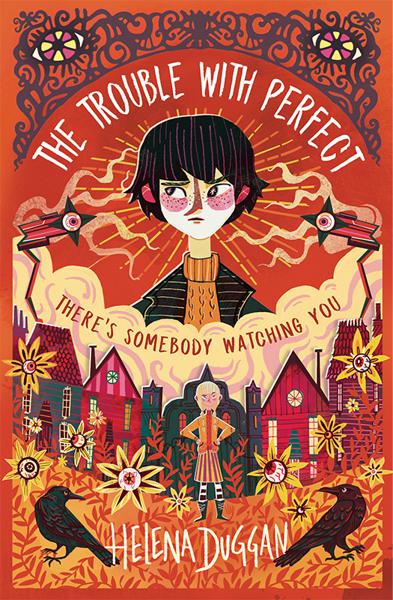 THE TROUBLE WITH PERFECT
THERE'S SOMEBODY WATCHING YOU
HELENA DUGGAN